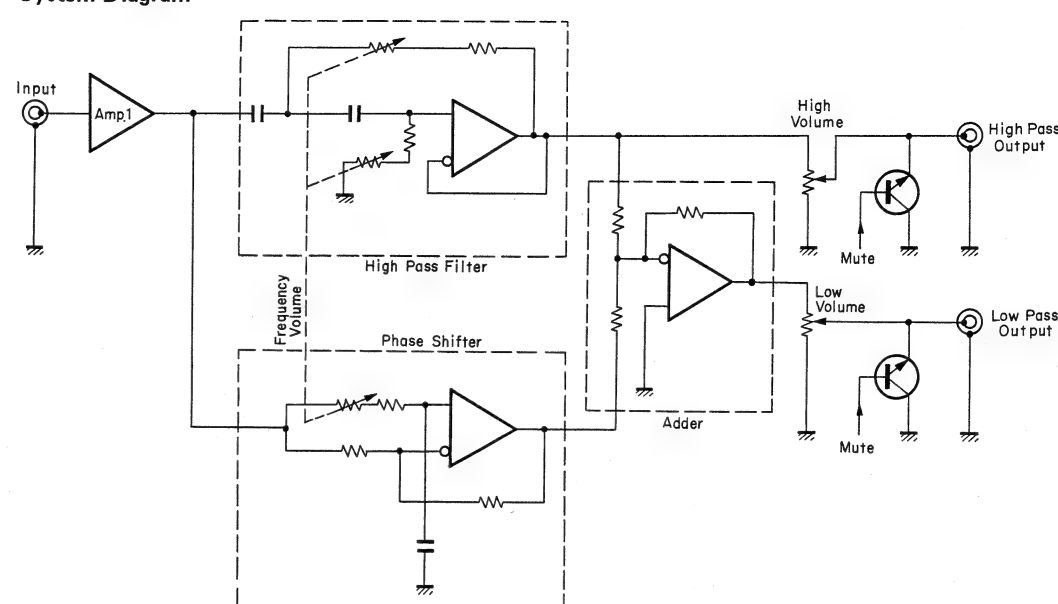 System Diagram
Input
Amp.1
High Pass Filter
Frequency
Volume
Phase Shifter
Adder
High
Volume
Mute
High Pass
Output
Low
Volume
Mute
Low Pass
Output